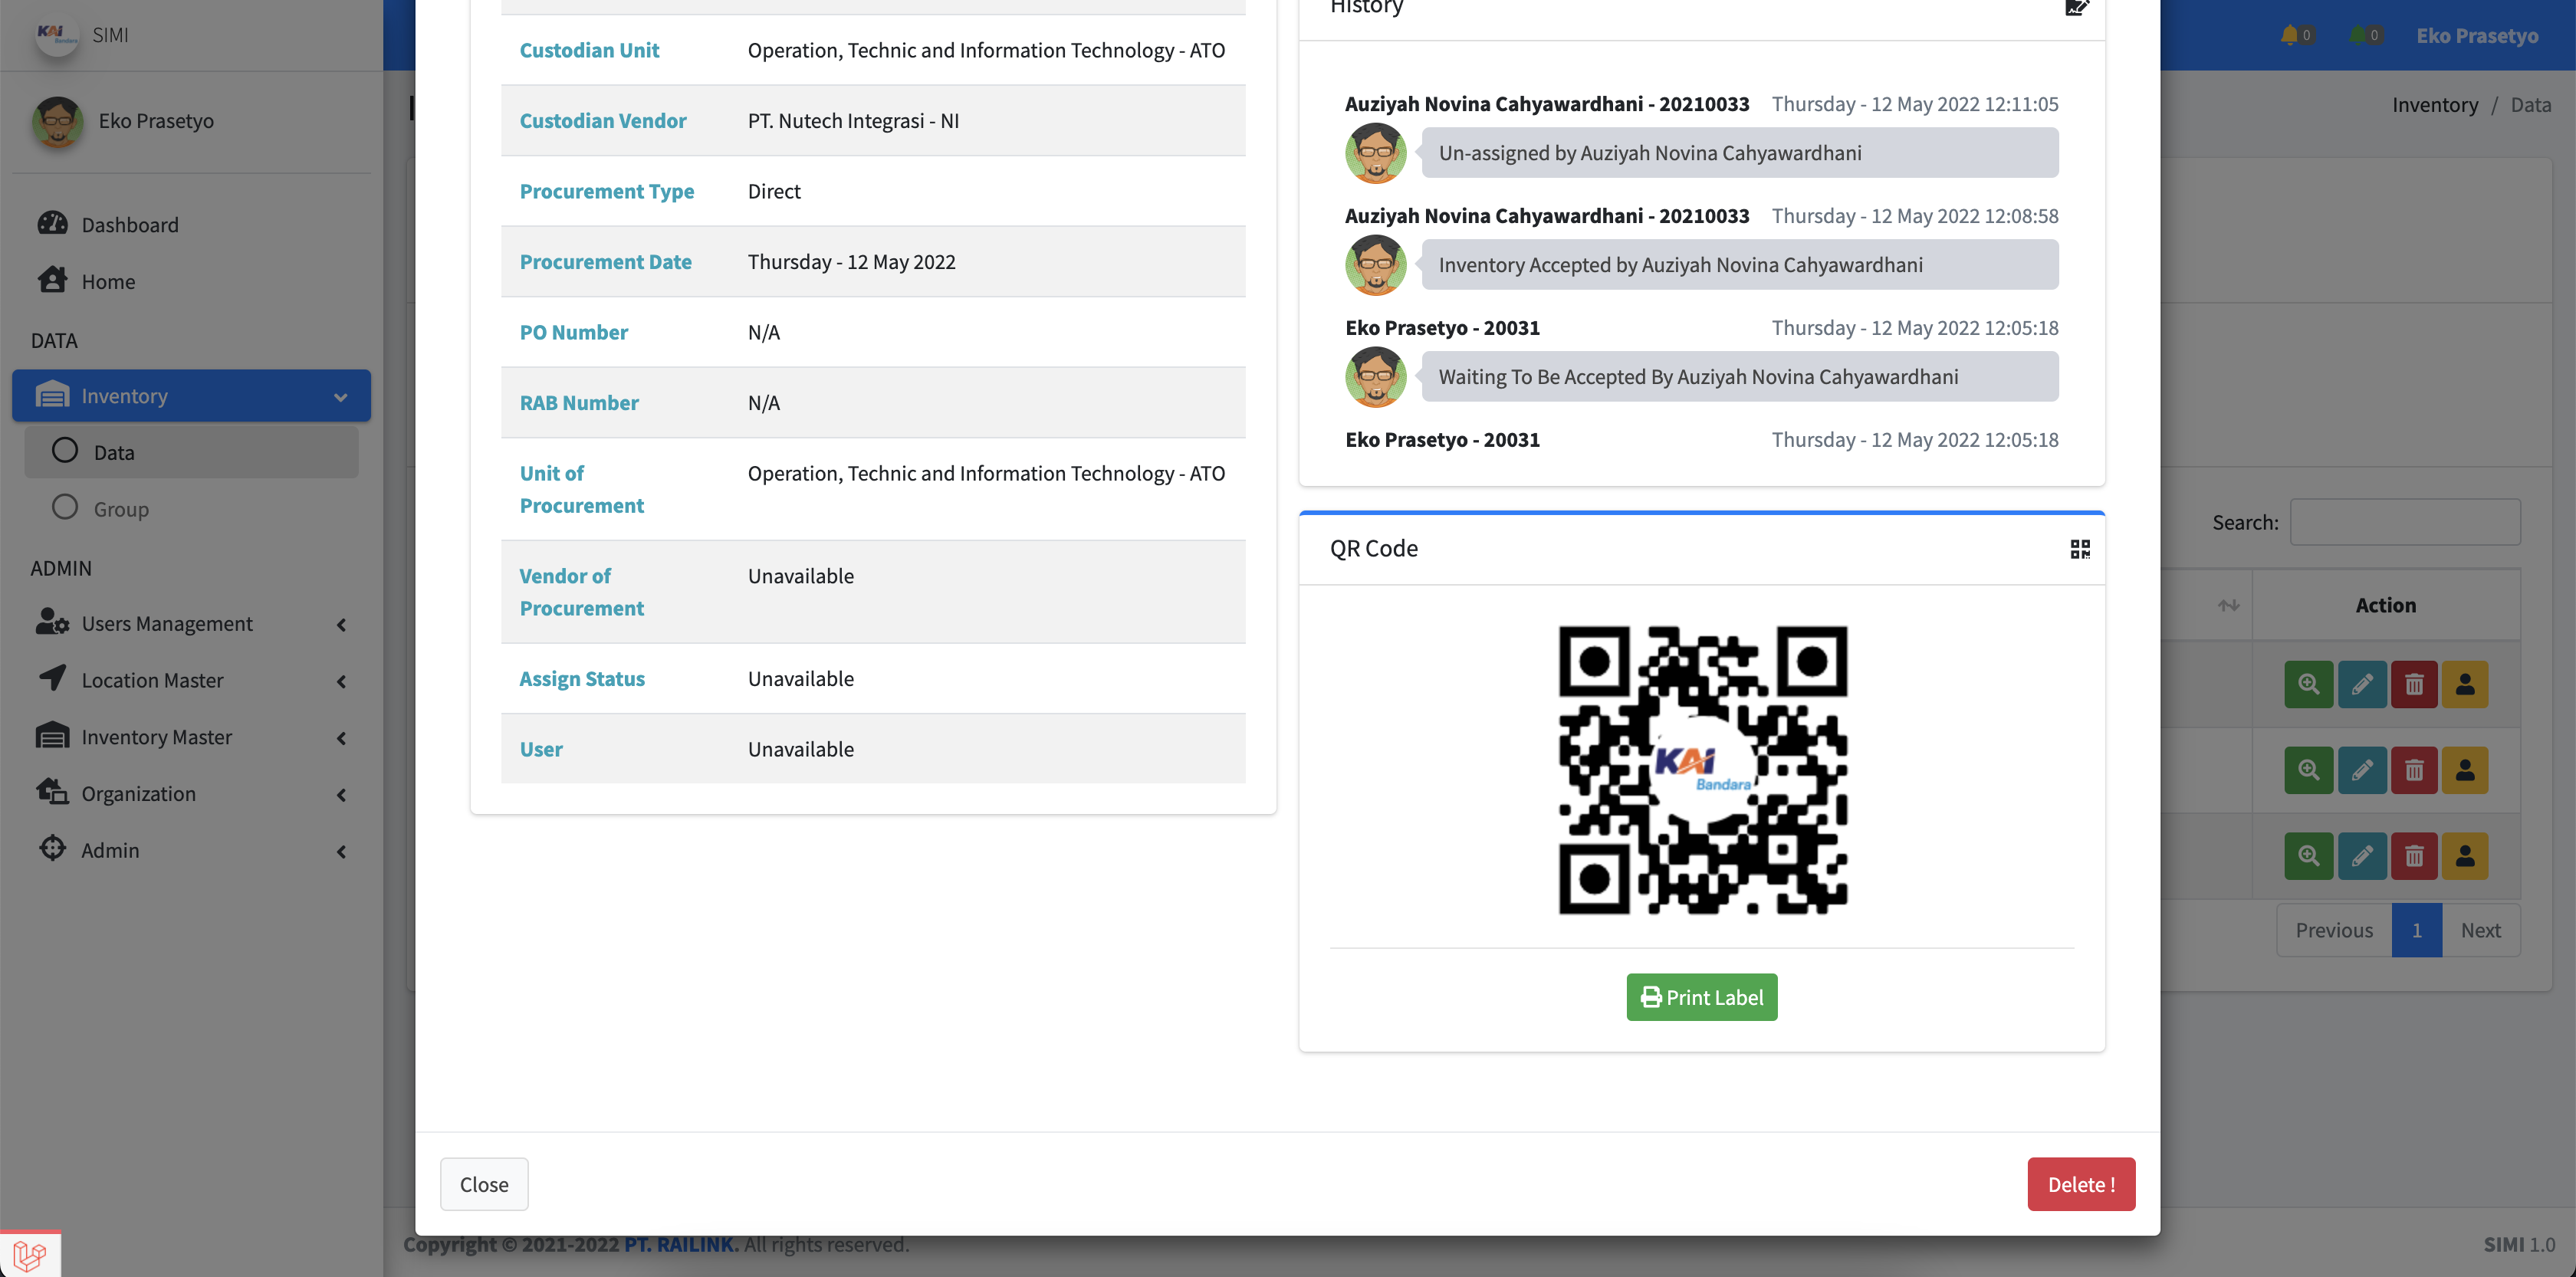 KAI Bandara
SIMI
Eko Prasetyo
Dashboard
Home
DATA
Inventory
Data
Group
ADMIN
Users Management
Location Master
Inventory Master
Organization
Admin
Custodian Unit Operation, Technic and Information Technology - ATO
Custodian Vendor PT. Nutech Integrasi - NI
Procurement Type Direct
Procurement Date Thursday - 12 May 2022
PO Number N/A
RAB Number N/A
Unit of Operation, Technic and Information Technology - ATO
Procurement
Vendor of Unavailable
Procurement
Assign Status Unavailable
User Unavailable
History
Auziyah Novina Cahyawardhani - 20210033 Thursday - 12 May 2022 12:11:05
Un-assigned by Auziyah Novina Cahyawardhani
Auziyah Novina Cahyawardhani - 20210033 Thursday - 12 May 2022 12:08:58
Inventory Accepted by Auziyah Novina Cahyawardhani
Eko Prasetyo - 20031 Thursday - 12 May 2022 12:05:18
Waiting To Be Accepted By Auziyah Novina Cahyawardhani
Eko Prasetyo - 20031 Thursday - 12 May 2022 12:05:18
QR Code
KAI
Bandara
Print Label
Close
Delete !
0 0 Eko Prasetyo
Inventory / Data
Search:
Action
Previous 1 Next
Copyright © 2021-2022 PT. RAILINK. All rights reserved.
SIMI 1.0